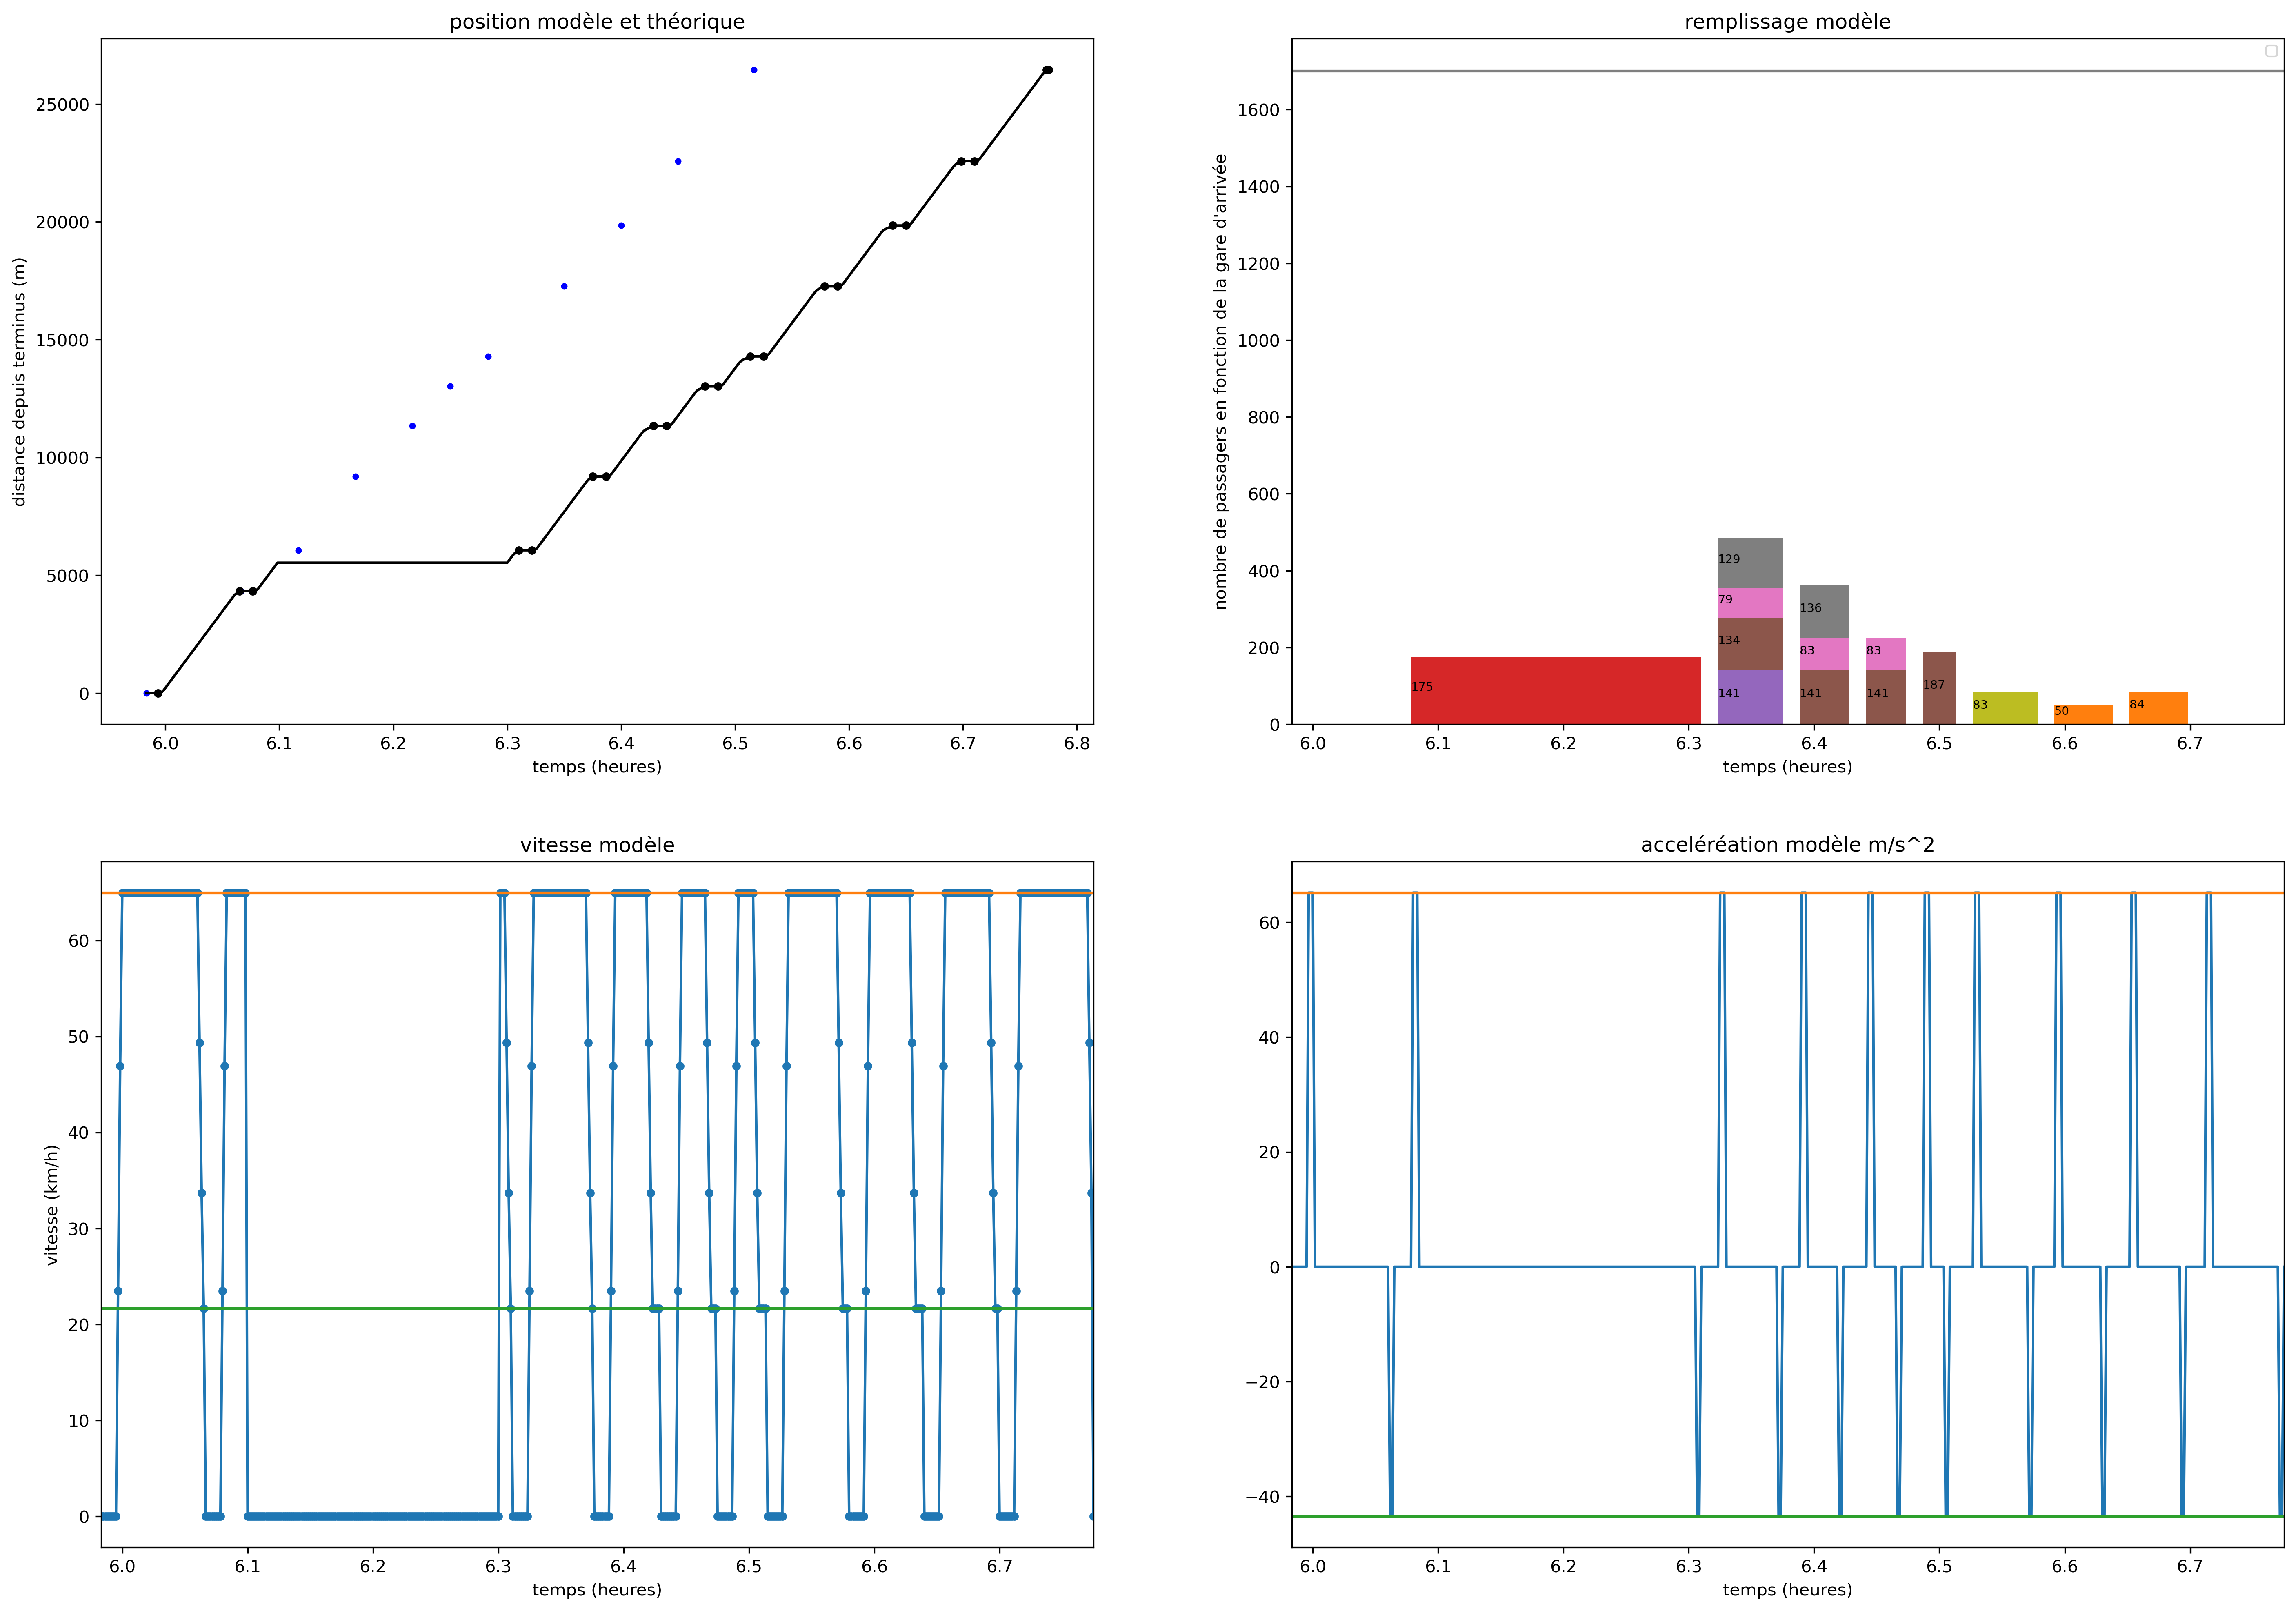 position modèle et théorique
distance depuis terminus (m)
25000
20000
15000
10000
5000
0
6.0 6.1 6.2 6.3 6.4 6.5 6.6 6.7 6.8
temps (heures)
remplissage modèle
nombre de passagers en fonction de la gare d'arrivée
1600
1400
1200
1000
800
600
400
200
0
175
129
79
134
141
136
83
141
83
141
187
83
50
84
6.0 6.1 6.2 6.3 6.4 6.5 6.6 6.7
temps (heures)
vitesse modèle
vitesse (km/h)
60
50
40
30
20
10
0
6.0 6.1 6.2 6.3 6.4 6.5 6.6 6.7
temps (heures)
acceléréation modèle m/s^2
60
40
20
0
−20
−40
6.0 6.1 6.2 6.3 6.4 6.5 6.6 6.7
temps (heures)